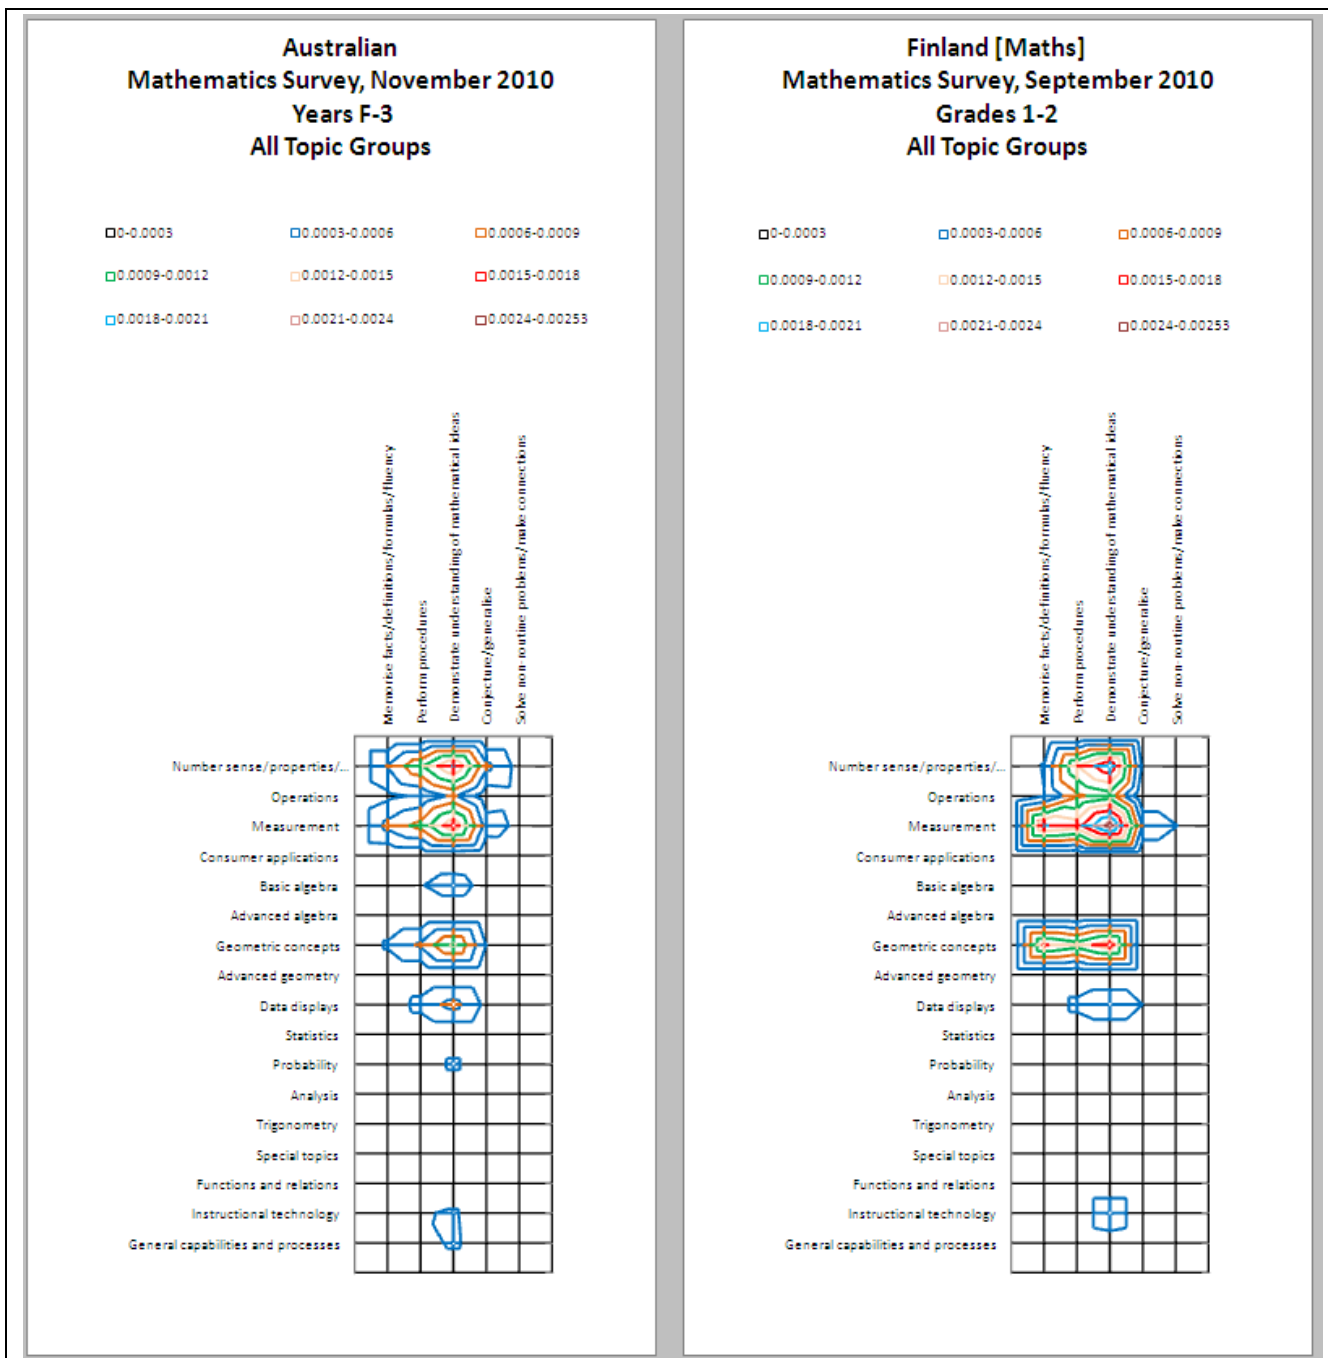 Australian
Mathematics Survey, November 2010
Years F-3
All Topic Groups
0-0.0003
0.0003-0.0006
0.0006-0.0009
0.0009-0.0012
0.0012-0.0015
0.0015-0.0018
0.0018-0.0021
0.0021-0.0024
0.0024-0.00253
Memorise facts/definitions/formulas/fluency
Perform procedures
Demonstrate understanding of mathematical ideas
Conjecture/generalise
Solve non-routine problems/make connections
Number sense/properties/...
Operations
Measurement
Consumer applications
Basic algebra
Advanced algebra
Geometric concepts
Advanced geometry
Data displays
Statistics
Probability
Analysis
Trigonometry
Special topics
Functions and relations
Instructional technology
General capabilities and processes
Finland [Maths]
Mathematics Survey, September 2010
Grades 1-2
All Topic Groups
0-0.0003
0.0003-0.0006
0.0006-0.0009
0.0009-0.0012
0.0012-0.0015
0.0015-0.0018
0.0018-0.0021
0.0021-0.0024
0.0024-0.00253
Memorise facts/definitions/formulas/fluency
Perform procedures
Demonstrate understanding of mathematical ideas
Conjecture/generalise
Solve non-routine problems/make connections
Number sense/properties/...
Operations
Measurement
Consumer applications
Basic algebra
Advanced algebra
Geometric concepts
Advanced geometry
Data displays
Statistics
Probability
Analysis
Trigonometry
Special topics
Functions and relations
Instructional technology
General capabilities and processes